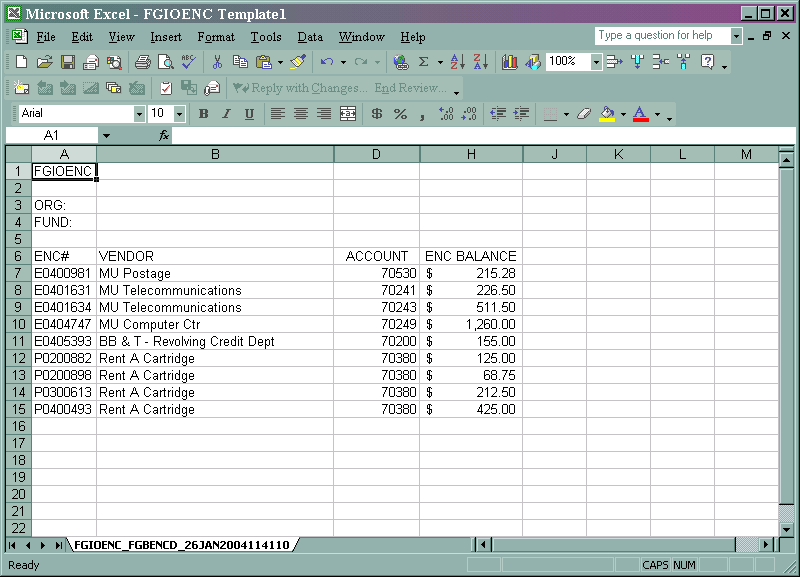 Microsoft Excel - FGIOENC Template1
File Edit View Insert Format Tools Data Window Help Type a question for help
100%
Reply with Changes... End Review...
Arial 10 B I U $ % ,
A1 fx
A B D H J K L M
1 FGIOENC
2
3 ORG:
4 FUND:
5
6 ENC# VENDOR ACCOUNT ENC BALANCE
7 E0400981 MU Postage 70530 $ 215.28
8 E0401631 MU Telecommunications 70241 $ 226.50
9 E0401634 MU Telecommunications 70243 $ 511.50
10 E0404747 MU Computer Ctr 70249 $ 1,260.00
11 E0405393 BB & T - Revolving Credit Dept 70200 $ 155.00
12 P0200882 Rent A Cartridge 70380 $ 125.00
13 P0200898 Rent A Cartridge 70380 $ 68.75
14 P0300613 Rent A Cartridge 70380 $ 212.50
15 P0400493 Rent A Cartridge 70380 $ 425.00
16
17
18
19
20
21
22
FGIOENC_FGBENCD_26JAN2004114110
Ready CAPS NUM